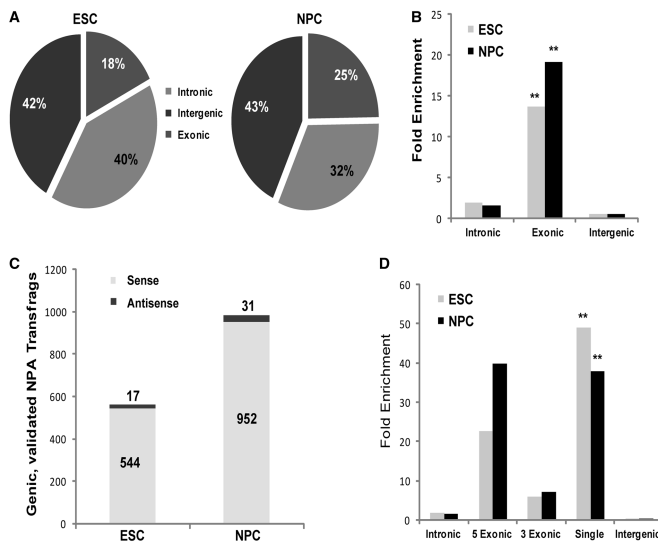 A
ESC
NPC
18%
42%
40%
Intronic
Intergenic
Exonic
25%
43%
32%
B
Fold Enrichment
25
20
15
10
5
0
ESC
NPC
**
**
Intronic
Exonic
Intergenic
C
Genic, validated NPA Transfrags
1200
1000
800
600
400
200
0
Sense
Antisense
17
544
31
952
ESC
NPC
D
Fold Enrichment
60
50
40
30
20
10
0
ESC
NPC
**
**
Intronic
5 Exonic
3 Exonic
Single
Intergenic